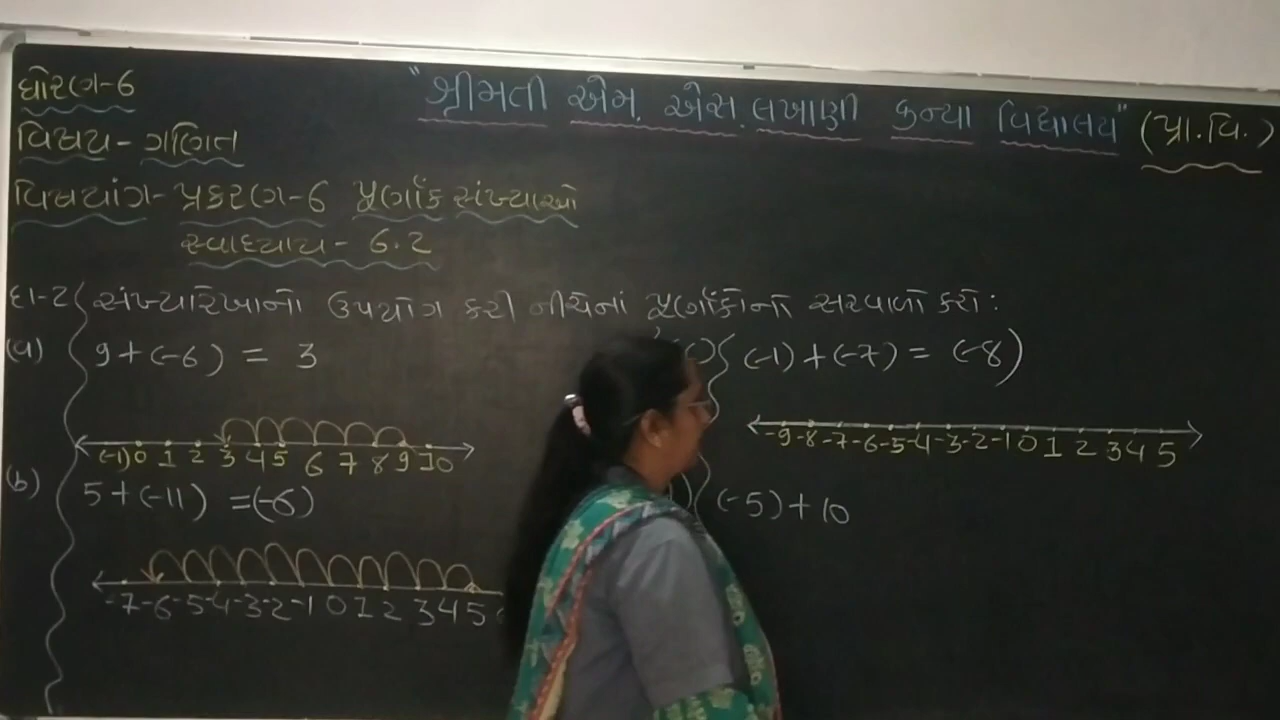 ધોરણ-6
"શ્રીમતી એમ. એસ. લખાણી કન્યા વિદ્યાલય" (પ્રા.વિ.)
વિષય - ગણિત
વિષયાંગ- પ્રકરણ-6 પૂર્ણાંક સંખ્યાઓ
સ્વાધ્યાય - 6.2
દા-2 સંખ્યારેખાનો ઉપયોગ કરી નીચેનાં પૂર્ણાંકોનો સરવાળો કરો:
(a) 9+(-6) = 3
(-1) 0 1 2 3 4 5 6 7 8 9 10
(b) 5+(-11) =(-6)
-7 -6 -5 -4 -3 -2 -1 0 1 2 3 4 5
(-1)+(-7) = (-8)
-9 -8 -7 -6 -5 -4 -3 -2 -1 0 1 2 3 4 5
(-5)+10